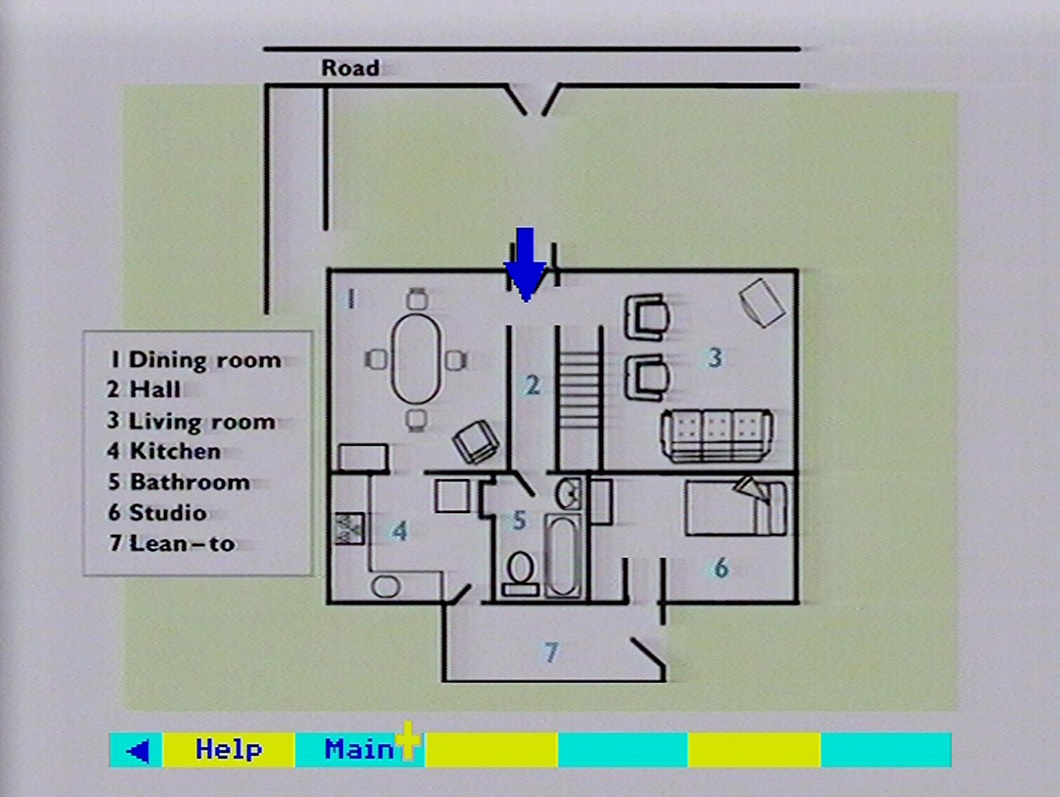 Road
1
2
3
1 Dining room
2 Hall
3 Living room
4 Kitchen
5 Bathroom
6 Studio
7 Lean-to
4
5
6
7
Help
Main